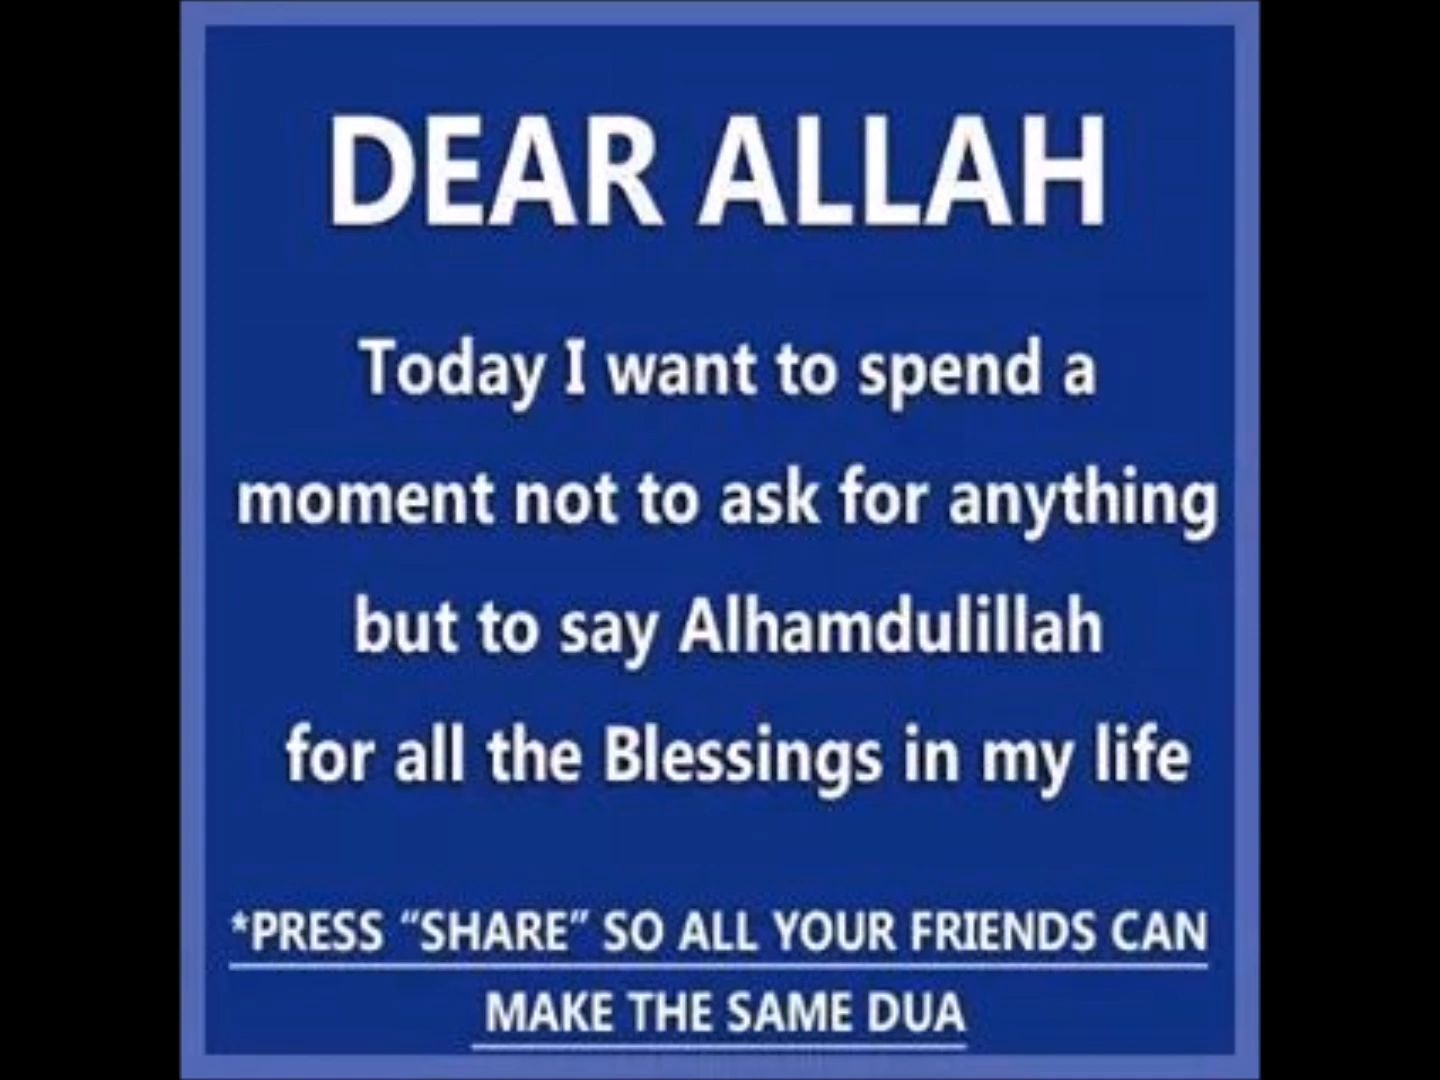 DEAR ALLAH
Today I want to spend a
moment not to ask for anything
but to say Alhamdulillah
for all the Blessings in my life
*PRESS “SHARE” SO ALL YOUR FRIENDS CAN
MAKE THE SAME DUA